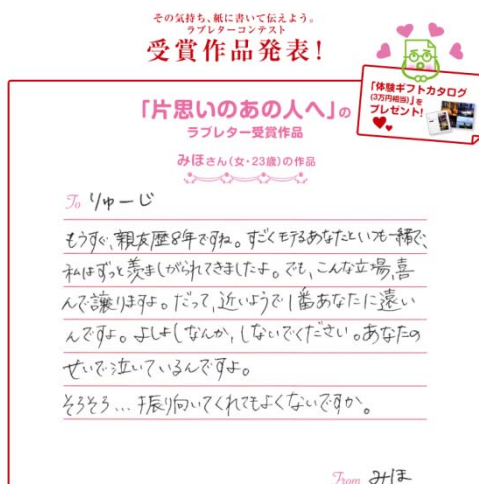 その気持ち、紙に書いて伝えよう。
ラブレターコンテスト
受賞作品発表!
「体験ギフトカタログ
(3万円相当)」を
プレゼント!
「片思いのあの人へ」の
ラブレター受賞作品
みほさん(女・23歳)の作品
To りゅーじ
もうすぐ、親友歴8年ですね。すごくモテるあなたといつも一緒で、
私はずっと羨ましがられてきましたよ。でも、こんな立場、喜
んで譲りますよ。だって、近いようで1番あなたに遠い
んですよ。よしよしなんか、しないでください。あなたの
せいで泣いているんですよ。
そろそろ...振り向いてくれてもよくないですか。
From みほ